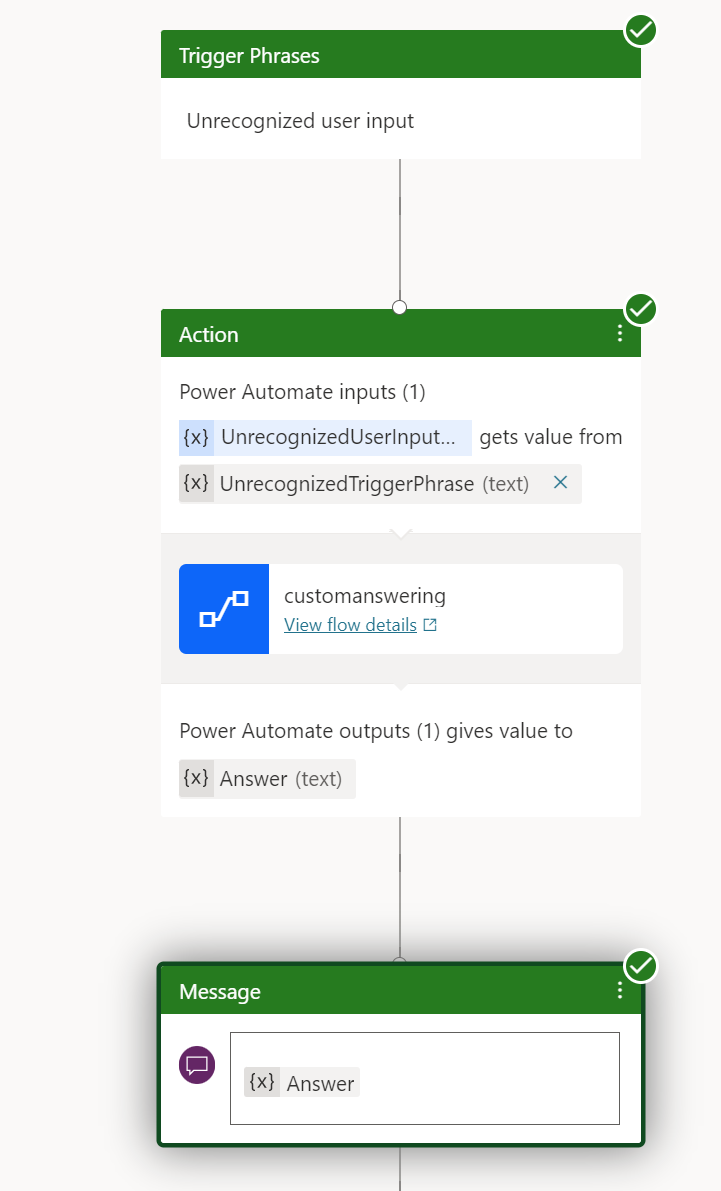 Trigger Phrases
Unrecognized user input
Action
Power Automate inputs (1)
{x} UnrecognizedUserInput... gets value from
{x} UnrecognizedTriggerPhrase (text)
customanswering
View flow details
Power Automate outputs (1) gives value to
{x} Answer (text)
Message
{x} Answer